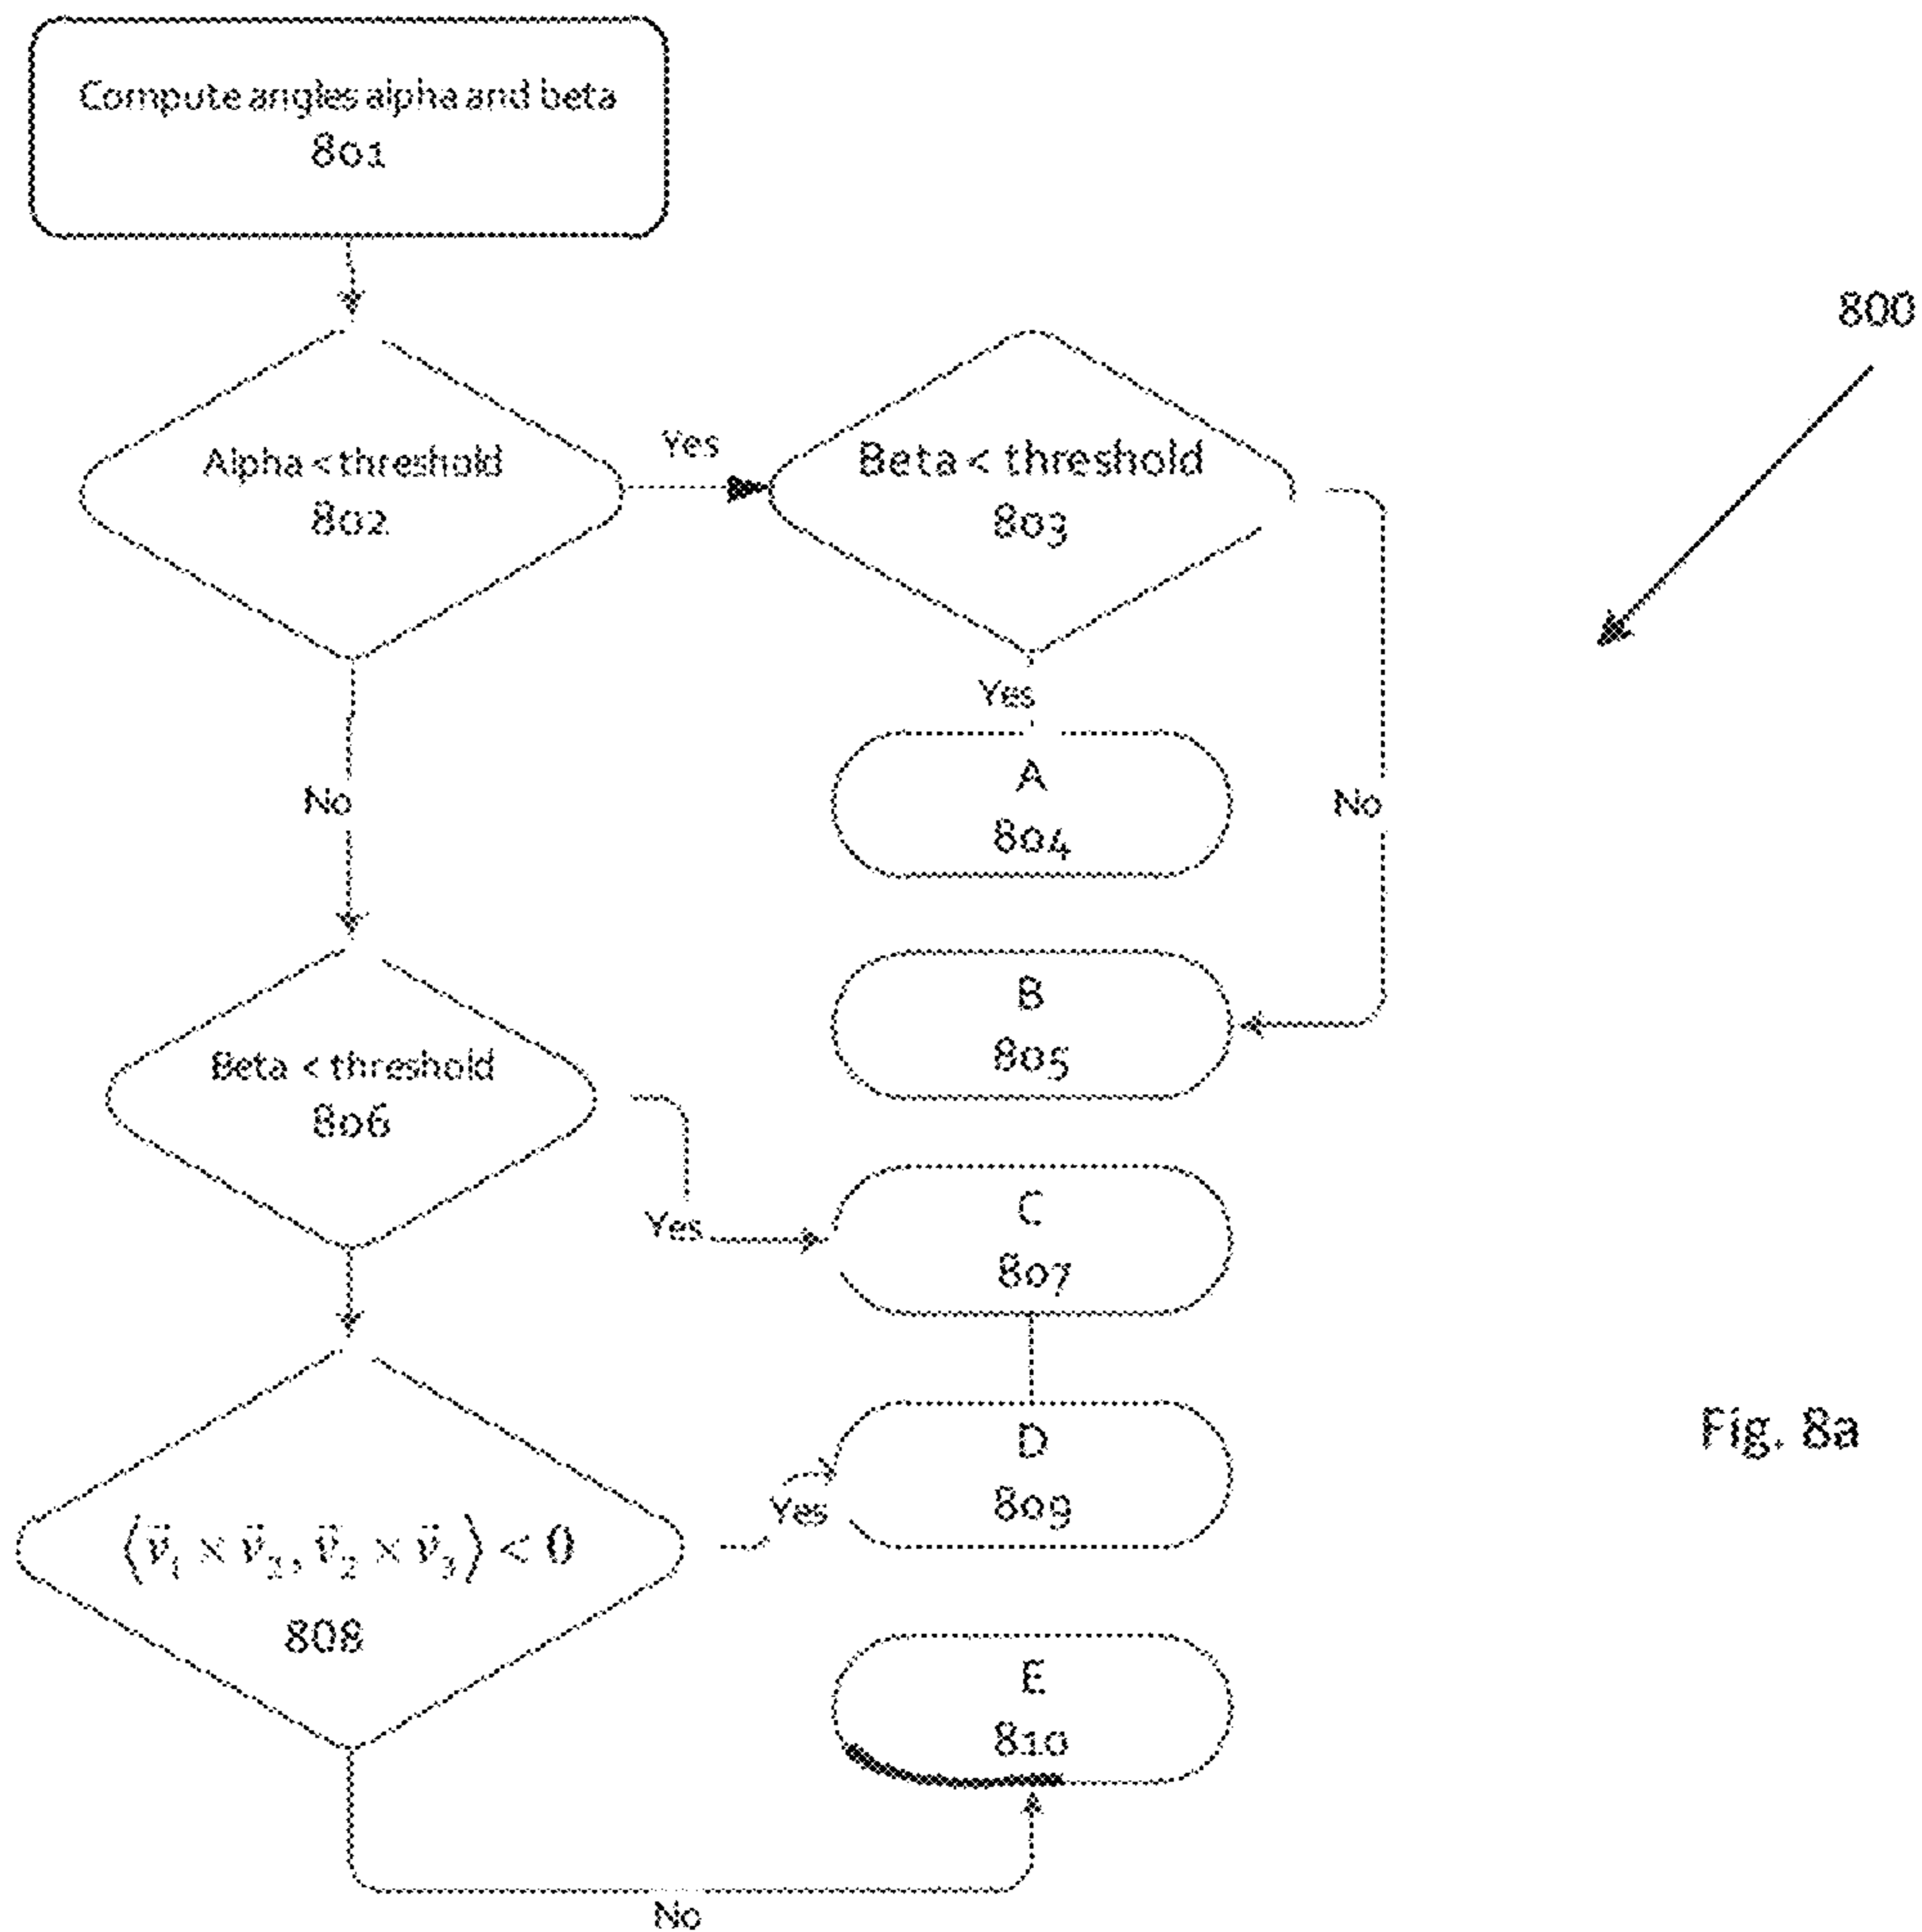 Compute angles alpha and beta
801
800
Alpha < threshold
802
Yes
Beta < threshold
803
Yes
A
804
No
No
B
805
Beta < threshold
806
Yes
C
807
D
809
Yes
⟨v⃗₁ × v⃗₂, v⃗₂ × v⃗₃⟩ < 0
808
E
810
No
Fig. 8a